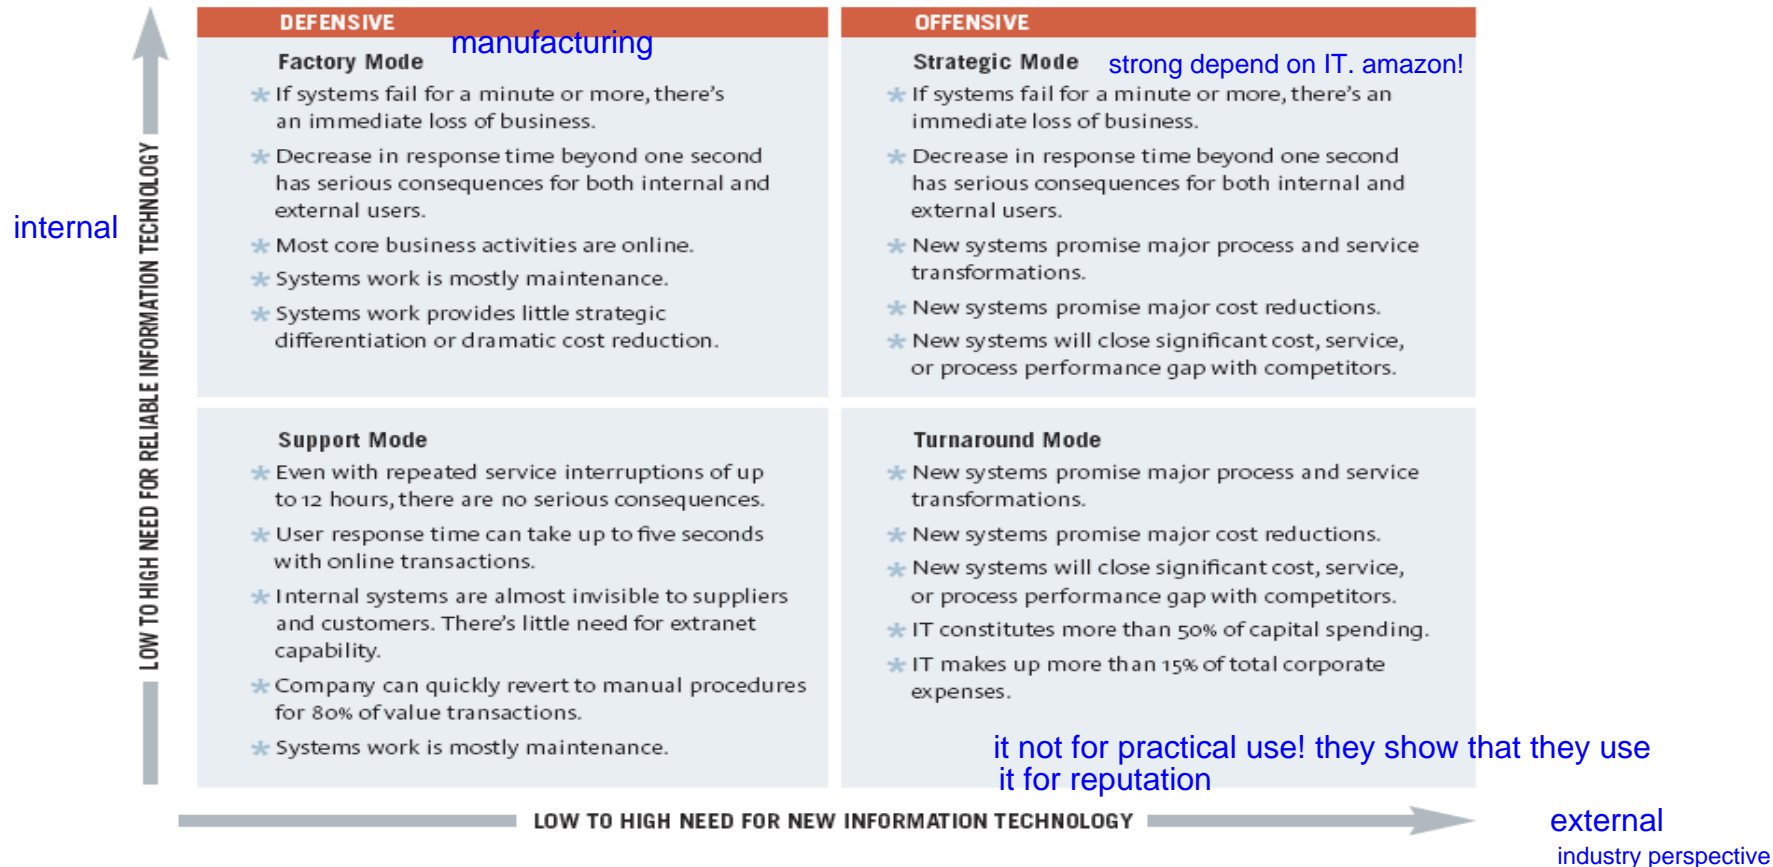 DEFENSIVE
manufacturing
Factory Mode
* If systems fail for a minute or more, there's
an immediate loss of business.
* Decrease in response time beyond one second
has serious consequences for both internal and
external users.
* Most core business activities are online.
* Systems work is mostly maintenance.
* Systems work provides little strategic
differentiation or dramatic cost reduction.
OFFENSIVE
Strategic Mode
strong depend on IT. amazon!
* If systems fail for a minute or more, there's an
immediate loss of business.
* Decrease in response time beyond one second
has serious consequences for both internal and
external users.
* New systems promise major process and service
transformations.
* New systems promise major cost reductions.
* New systems will close significant cost, service,
or process performance gap with competitors.
internal
LOW TO HIGH NEED FOR RELIABLE INFORMATION TECHNOLOGY
Support Mode
* Even with repeated service interruptions of up
to 12 hours, there are no serious consequences.
* User response time can take up to five seconds
with online transactions.
* Internal systems are almost invisible to suppliers
and customers. There's little need for extranet
capability.
* Company can quickly revert to manual procedures
for 80% of value transactions.
* Systems work is mostly maintenance.
Turnaround Mode
* New systems promise major process and service
transformations.
* New systems promise major cost reductions.
* New systems will close significant cost, service,
or process performance gap with competitors.
* IT constitutes more than 50% of capital spending.
* IT makes up more than 15% of total corporate
expenses.
it not for practical use! they show that they use
it for reputation
LOW TO HIGH NEED FOR NEW INFORMATION TECHNOLOGY
external
industry perspective